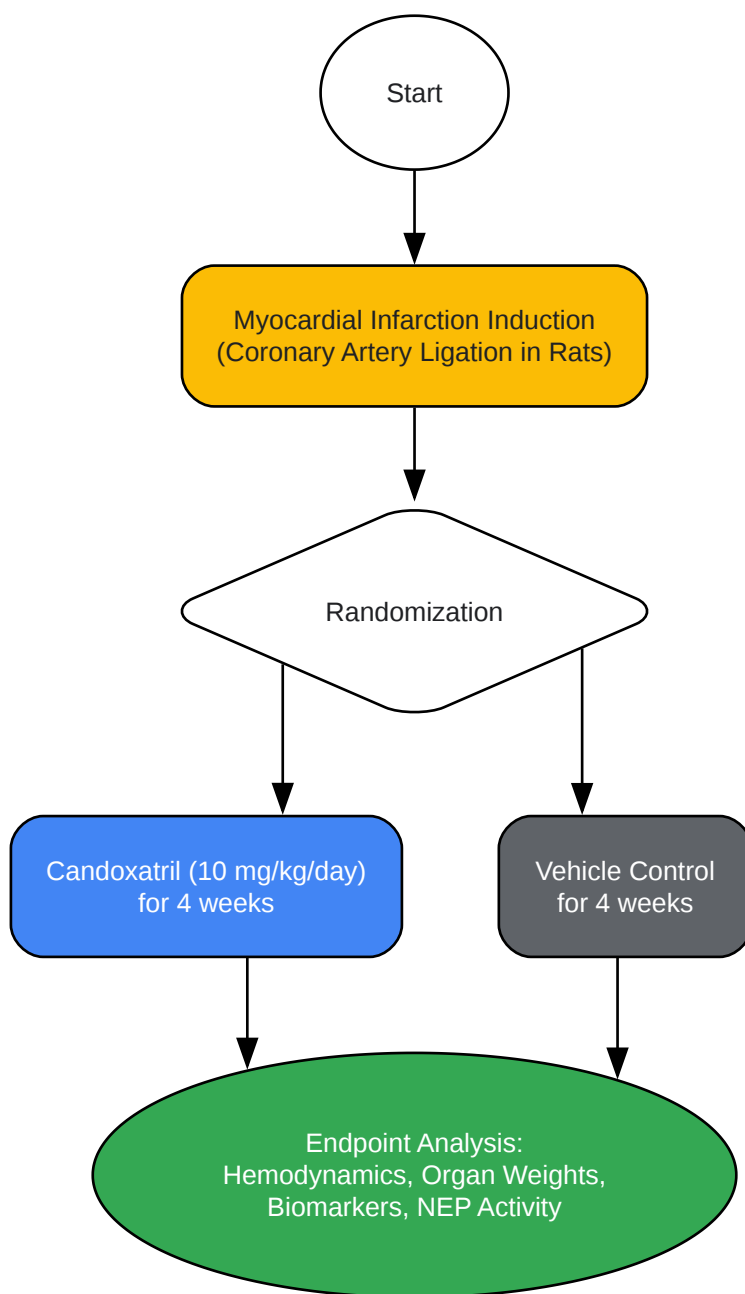 Start
Myocardial Infarction Induction
(Coronary Artery Ligation in Rats)
Randomization
Candoxatril (10 mg/kg/day)
for 4 weeks
Vehicle Control
for 4 weeks
Endpoint Analysis:
Hemodynamics, Organ Weights,
Biomarkers, NEP Activity